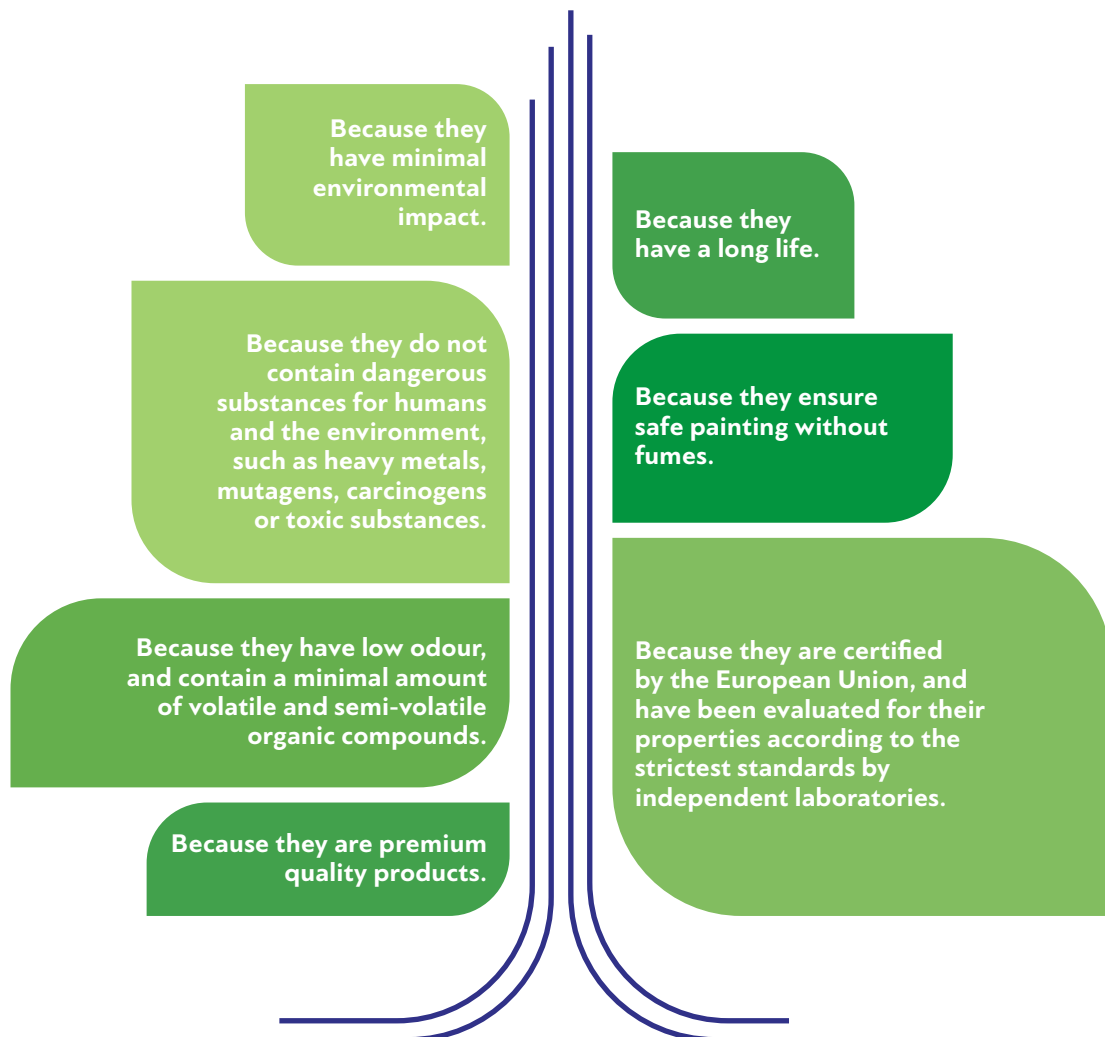 Because they
have minimal
environmental
impact.
Because they do not
contain dangerous
substances for humans
and the environment,
such as heavy metals,
mutagens, carcinogens
or toxic substances.
Because they have low odour,
and contain a minimal amount
of volatile and semi-volatile
organic compounds.
Because they are premium
quality products.
Because they
have a long life.
Because they ensure
safe painting without
fumes.
Because they are certified
by the European Union, and
have been evaluated for their
properties according to the
strictest standards by
independent laboratories.